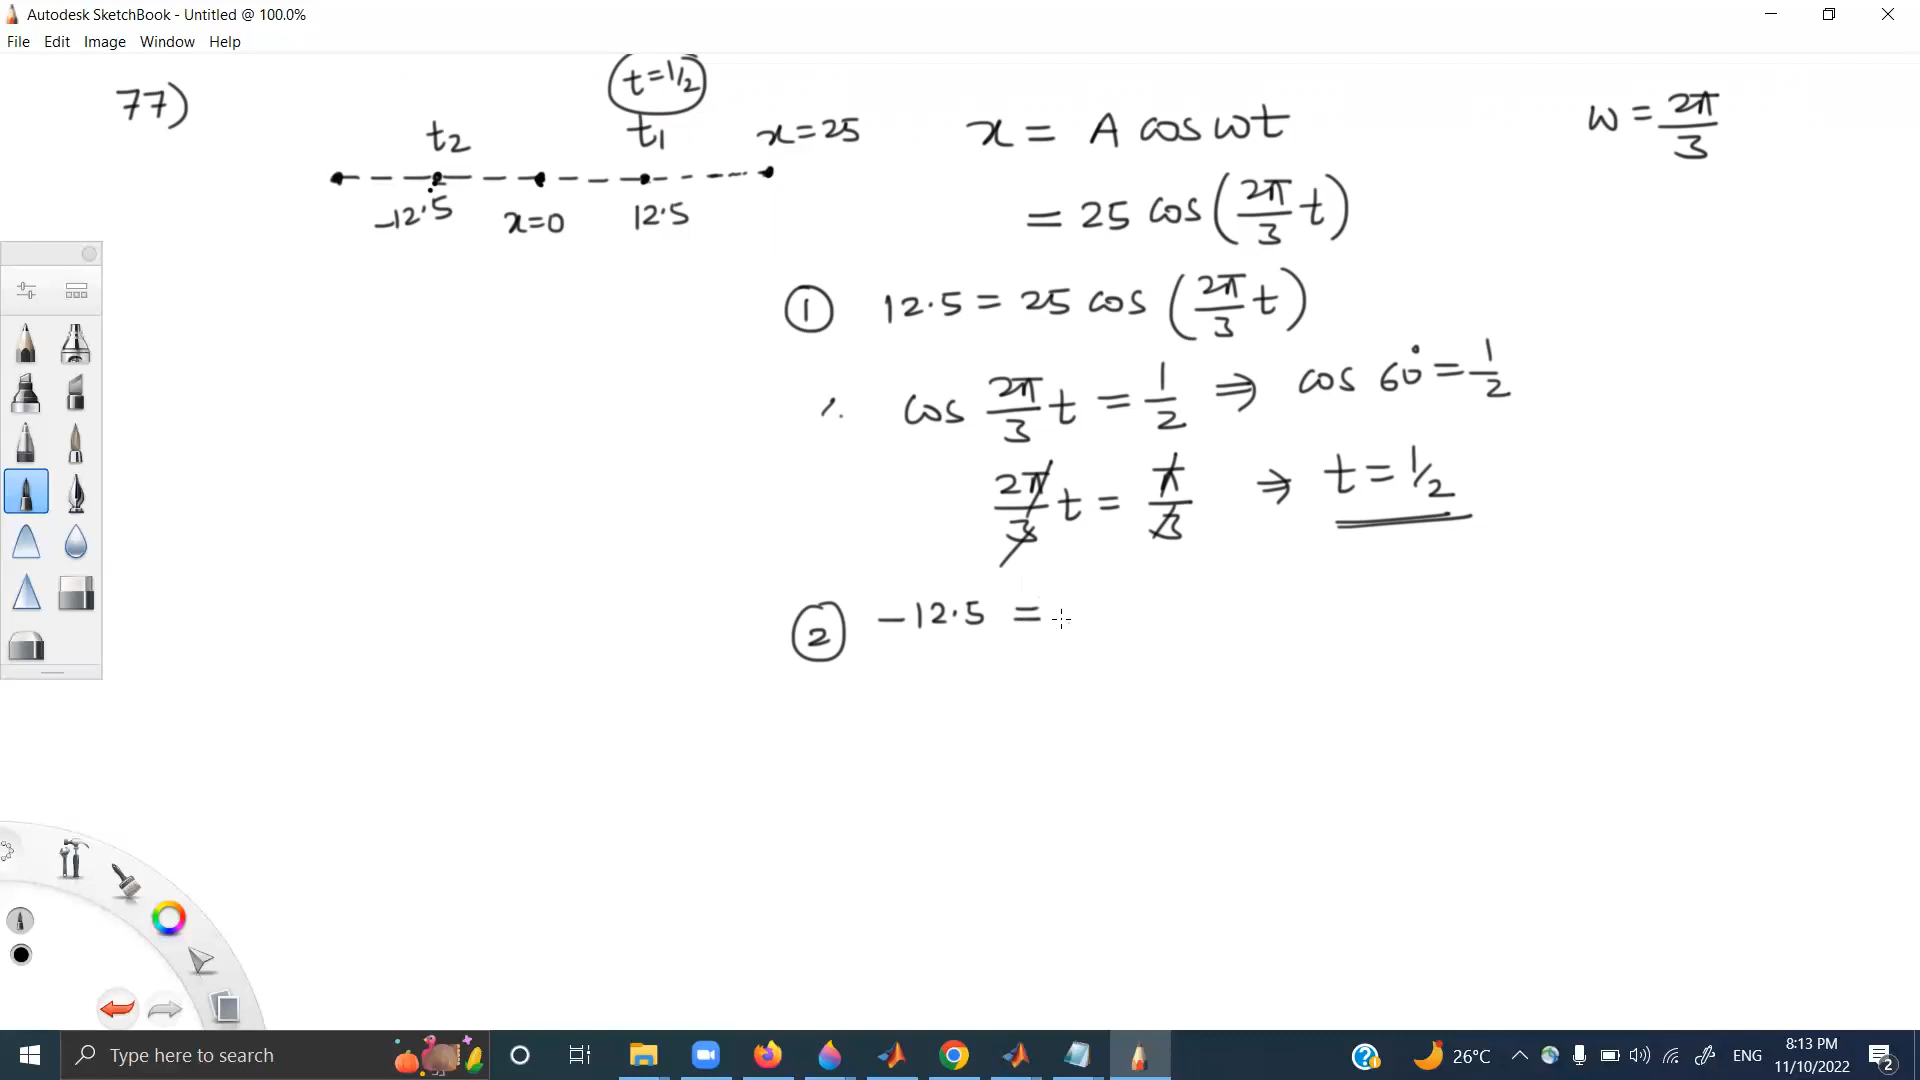 Autodesk SketchBook - Untitled @ 100.0%
File Edit Image Window Help
77)
t=1/2
t2 t1 x=25
-12.5 x=0 12.5
x = A cos wt
w = 2π/3
= 25 cos(2π/3 t)
① 12.5 = 25 cos (2π/3 t)
∴ cos 2π/3 t = 1/2 ⇒ cos 60° = 1/2
2π/3 t = π/3 ⇒ t = 1/2
② -12.5 =
Type here to search
26°C
ENG
8:13 PM
11/10/2022
2